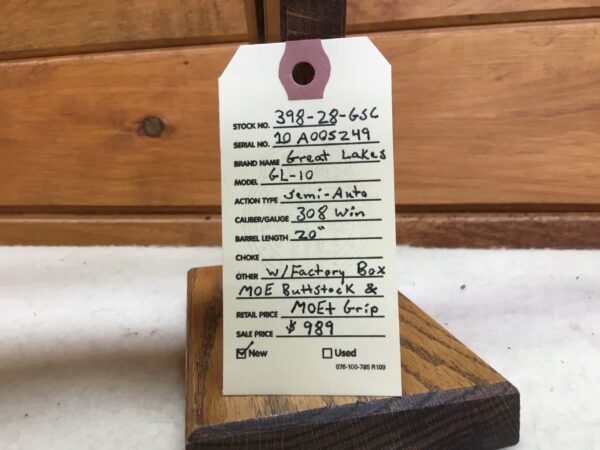 STOCK NO. 398-28-GSC
SERIAL NO. 10 A005249
BRAND NAME Great Lakes
MODEL GL-10
ACTION TYPE Semi-Auto
CALIBER/GAUGE 308 Win
BARREL LENGTH 20"
CHOKE
OTHER w/Factory Box
MOE Buttstock &
RETAIL PRICE MOE+ Grip
SALE PRICE $ 989
New Used
076-100-785 R109